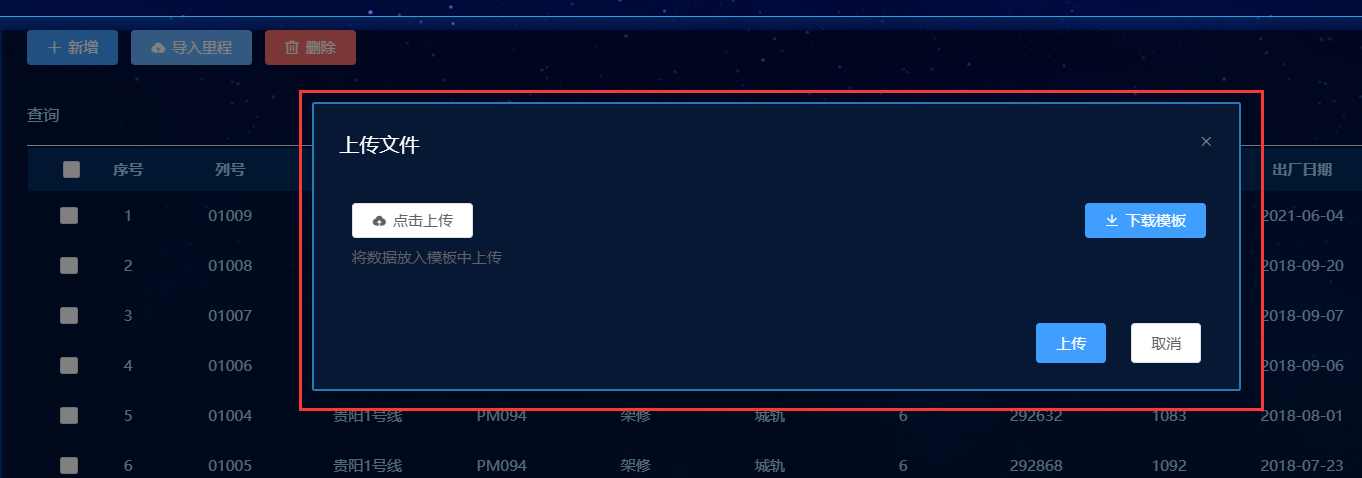 新增 导入里程 删除
查询
上传文件
序号 列号 出厂日期
点击上传 下载模板
1 01009 2021-06-04
将数据放入模板中上传
2 01008 2018-09-20
3 01007 2018-09-07
上传 取消
4 01006 2018-09-06
5 01004 贵阳1号线 PM094 架修 城轨 6 292632 1083 2018-08-01
6 01005 贵阳1号线 PM094 架修 城轨 6 292868 1092 2018-07-23